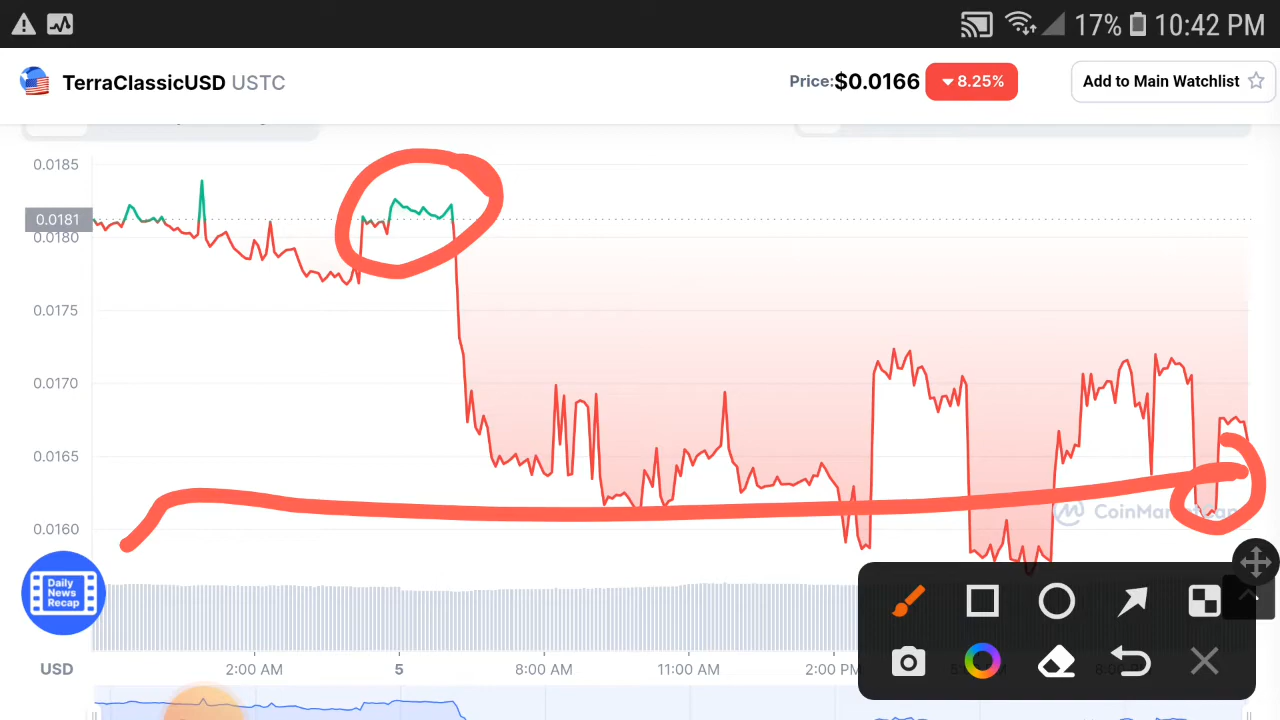 17% 10:42 PM
TerraClassicUSD USTC
Price:$0.0166 8.25%
Add to Main Watchlist
0.0185
0.0181
0.0180
0.0175
0.0170
0.0165
0.0160
Daily
News
Recap
USD 2:00 AM 5 8:00 AM 11:00 AM 2:00 PM